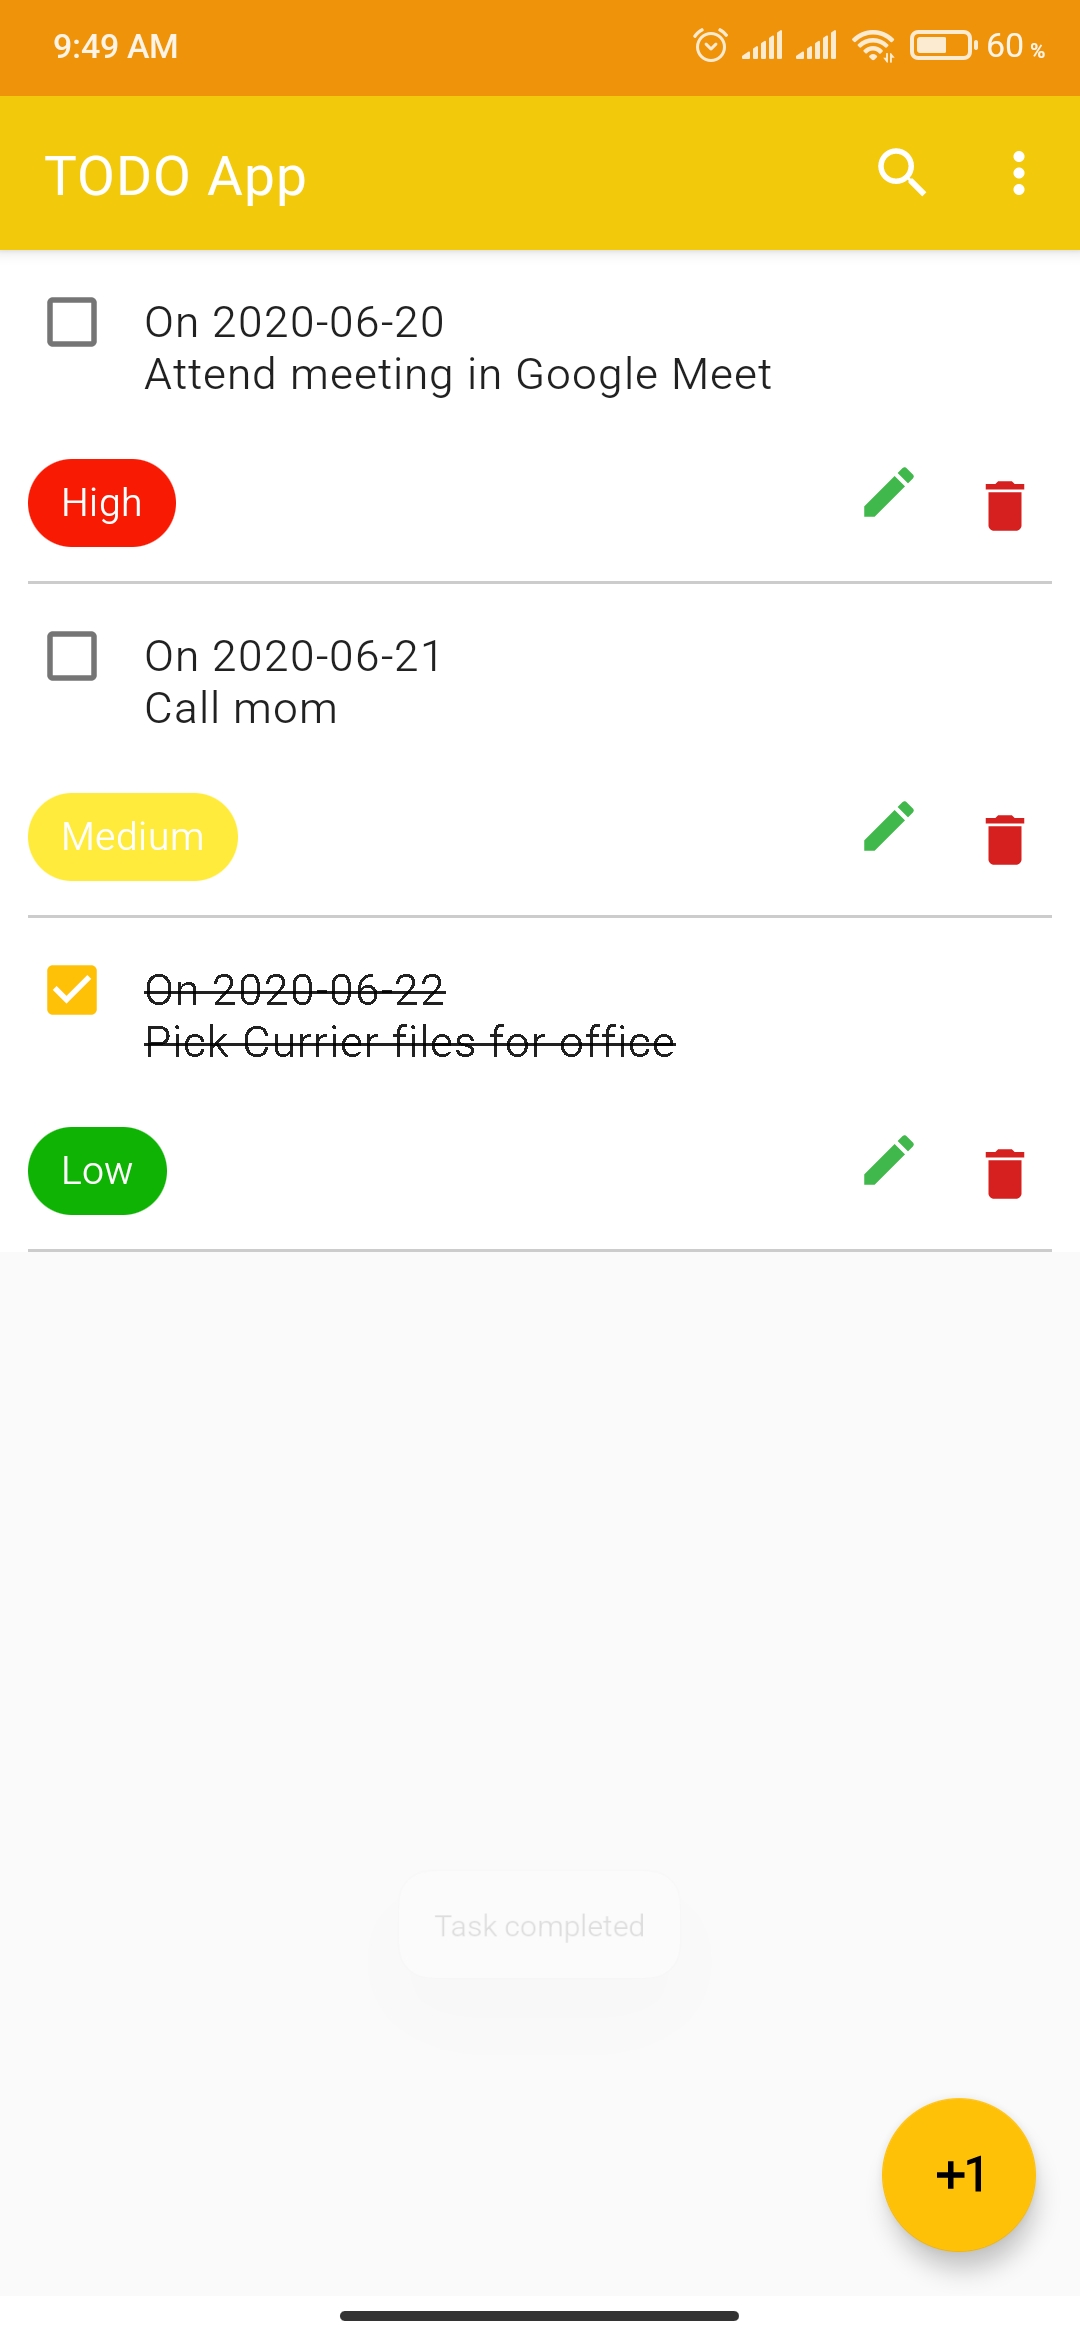 9:49 AM
60 %
TODO App
On 2020-06-20
Attend meeting in Google Meet
High
On 2020-06-21
Call mom
Medium
On 2020-06-22
Pick Currier files for office
Low
Task completed
+1